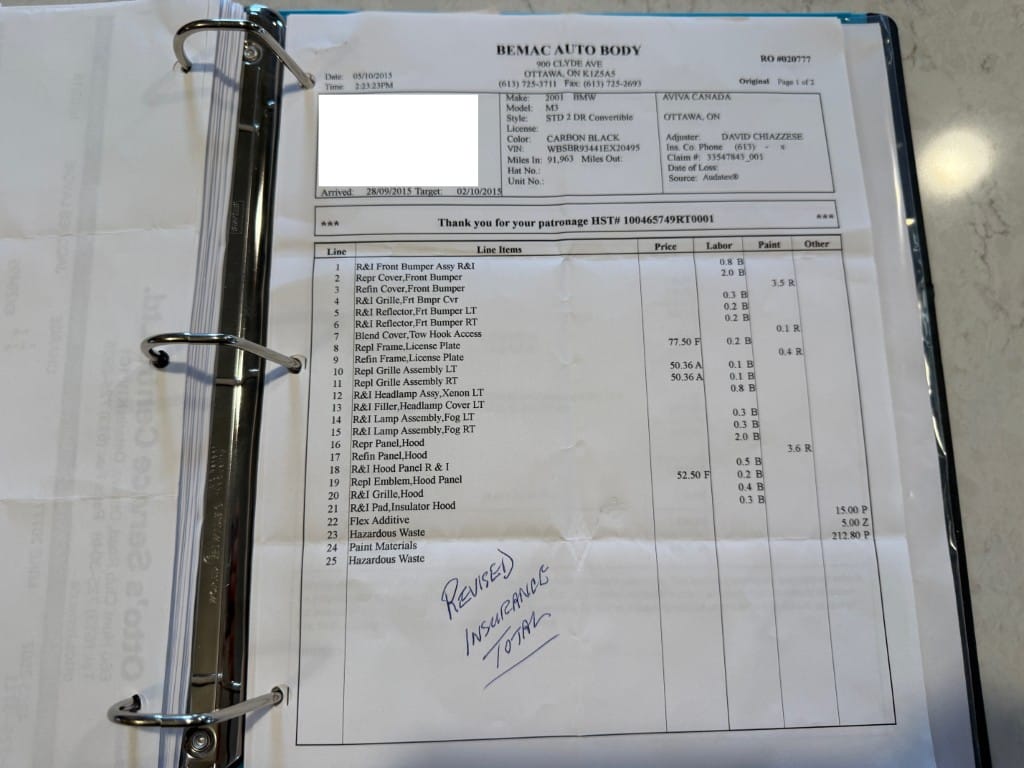 BEMAC AUTO BODY
900 CLYDE AVE
OTTAWA, ON K1Z5A5
(613) 725-3711 Fax: (613) 725-2693
RO #020777
Original Page 1 of 2
Date: 05/10/2015
Time: 2:23:23PM
Make: 2001 BMW
Model: M3
Style: STD 2 DR Convertible
License:
Color: CARBON BLACK
VIN: WBSBR93441EX20495
Miles In: 91,963 Miles Out:
Hat No.:
Unit No.:
AVIVA CANADA
OTTAWA, ON
Adjuster: DAVID CHIAZZESE
Ins. Co. Phone (613) - x
Claim #: 33547843_001
Date of Loss:
Source: Audatex®
Arrived: 28/09/2015 Target: 02/10/2015
*** Thank you for your patronage HST# 100465749RT0001 ***
Line Line Items Price Labor Paint Other
1 R&I Front Bumper Assy R&I 0.8 B
2 Repr Cover,Front Bumper 2.0 B
3 Refin Cover,Front Bumper 3.5 R
4 R&I Grille,Frt Bmpr Cvr 0.3 B
5 R&I Reflector,Frt Bumper LT 0.2 B
6 R&I Reflector,Frt Bumper RT 0.2 B
7 Blend Cover,Tow Hook Access 0.1 R
8 Repl Frame,License Plate 77.50 F 0.2 B
9 Refin Frame,License Plate 0.4 R
10 Repl Grille Assembly LT 50.36 A 0.1 B
11 Repl Grille Assembly RT 50.36 A 0.1 B
12 R&I Headlamp Assy,Xenon LT 0.8 B
13 R&I Filler,Headlamp Cover LT
14 R&I Lamp Assembly,Fog LT 0.3 B
15 R&I Lamp Assembly,Fog RT 0.3 B
16 Repr Panel,Hood 2.0 B
17 Refin Panel,Hood 3.6 R
18 R&I Hood Panel R & I 0.5 B
19 Repl Emblem,Hood Panel 52.50 F 0.2 B
20 R&I Grille,Hood 0.4 B
21 R&I Pad,Insulator Hood 0.3 B
22 Flex Additive 15.00 P
23 Hazardous Waste 5.00 Z
24 Paint Materials 212.80 P
25 Hazardous Waste
REVISED
INSURANCE
TOTAL